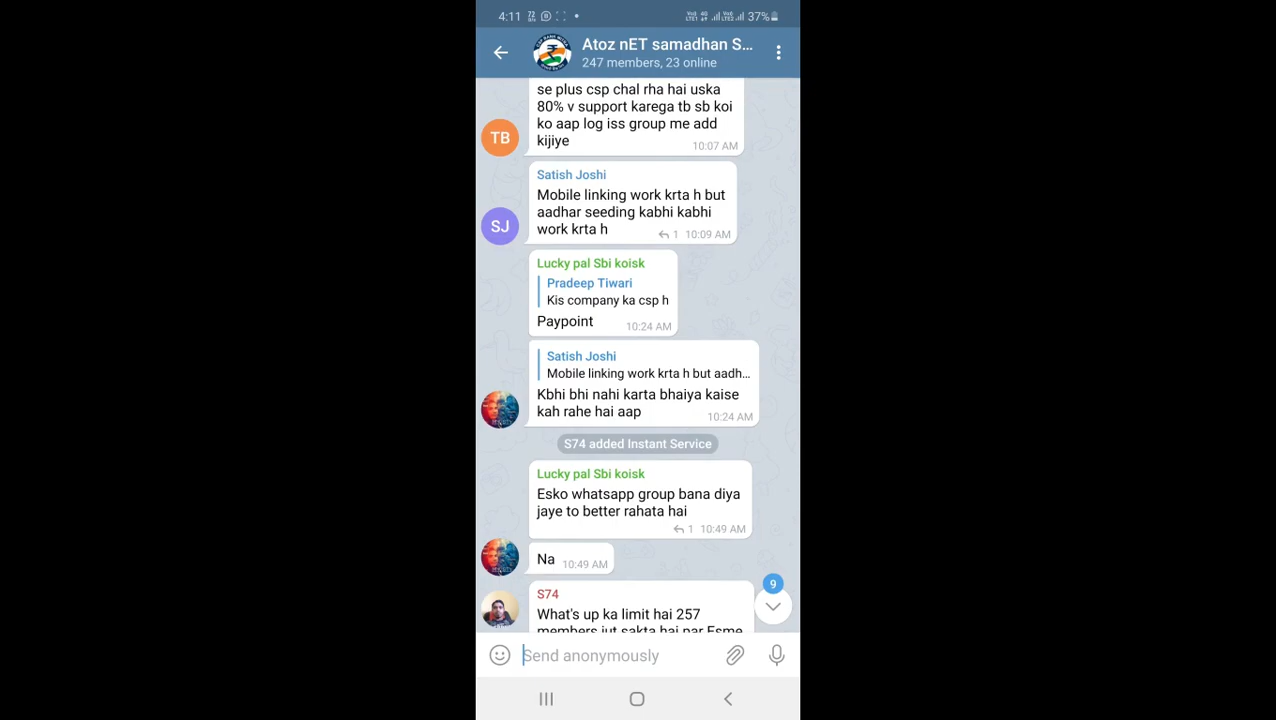 4:11
37%
Atoz nET samadhan S...
247 members, 23 online
se plus csp chal rha hai uska
80% v support karega tb sb koi
ko aap log iss group me add
kijiye
10:07 AM
TB
Satish Joshi
Mobile linking work krta h but
aadhar seeding kabhi kabhi
work krta h
1 10:09 AM
SJ
Lucky pal Sbi koisk
Pradeep Tiwari
Kis company ka csp h
Paypoint
10:24 AM
Satish Joshi
Mobile linking work krta h but aadh...
Kbhi bhi nahi karta bhaiya kaise
kah rahe hai aap
10:24 AM
S74 added Instant Service
Lucky pal Sbi koisk
Esko whatsapp group bana diya
jaye to better rahata hai
1 10:49 AM
Na 10:49 AM
9
S74
What's up ka limit hai 257
members jut sakta hai par Esme
Send anonymously